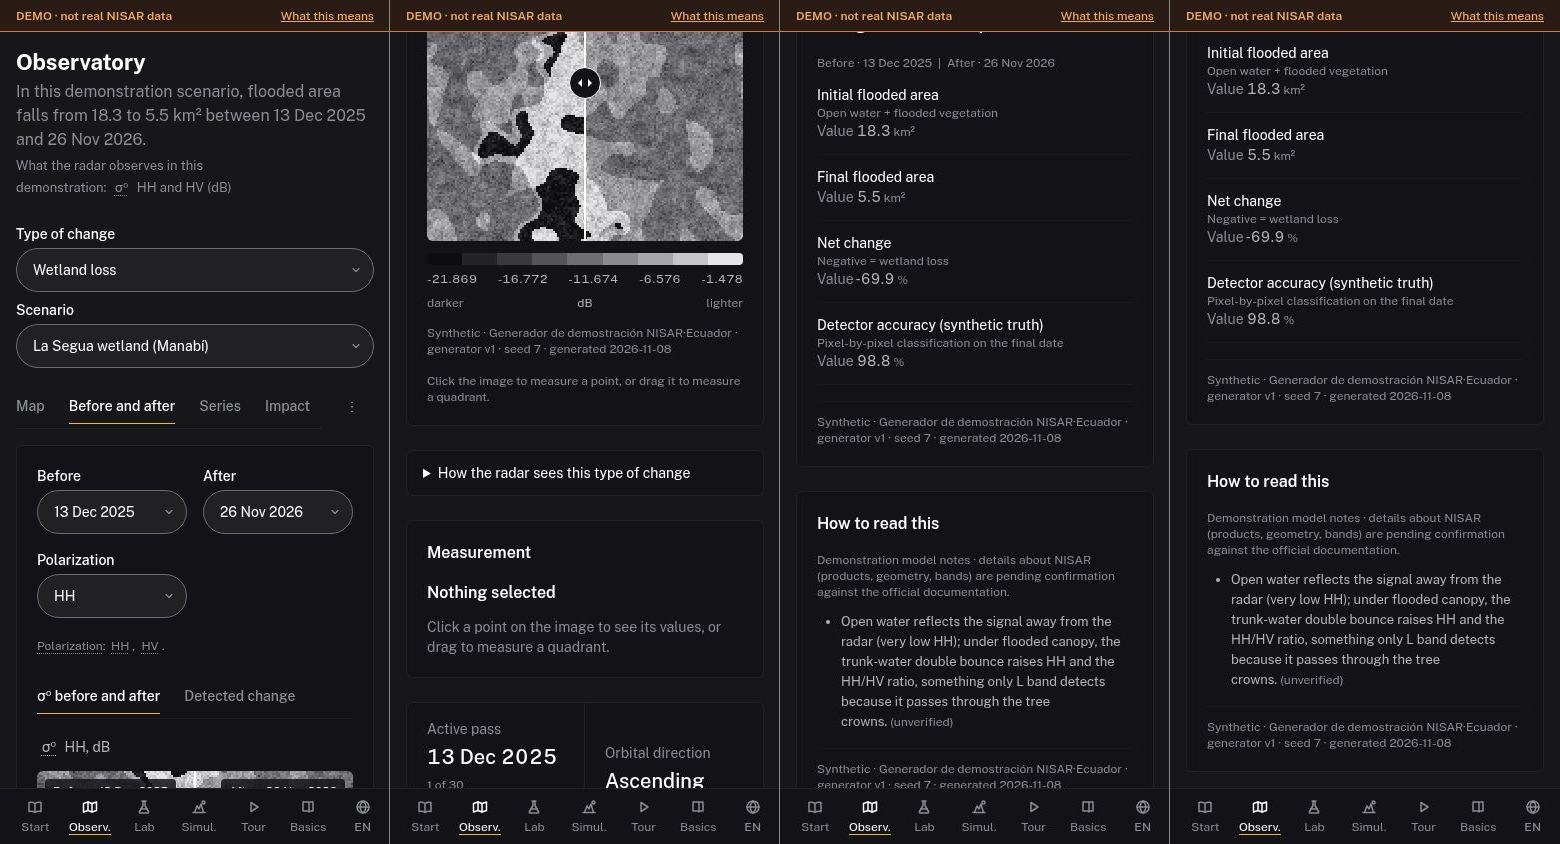 DEMO · not real NISAR data
What this means
Observatory
In this demonstration scenario, flooded area
falls from 18.3 to 5.5 km² between 13 Dec 2025
and 26 Nov 2026.
What the radar observes in this
demonstration: σº HH and HV (dB)
Type of change
Wetland loss
Scenario
La Segua wetland (Manabí)
Map
Before and after
Series
Impact
Before
After
13 Dec 2025
26 Nov 2026
Polarization
HH
Polarization: HH , HV .
σº before and after
Detected change
σº HH, dB
Start
Observ.
Lab
Simul.
Tour
Basics
EN
DEMO · not real NISAR data
What this means
-21.869
-16.772
-11.674
-6.576
-1.478
darker
dB
lighter
Synthetic · Generador de demostración NISAR·Ecuador ·
generator v1 · seed 7 · generated 2026-11-08
Click the image to measure a point, or drag it to measure
a quadrant.
How the radar sees this type of change
Measurement
Nothing selected
Click a point on the image to see its values, or
drag to measure a quadrant.
Active pass
13 Dec 2025
1 of 30
Orbital direction
Ascending
Start
Observ.
Lab
Simul.
Tour
Basics
EN
DEMO · not real NISAR data
What this means
Before · 13 Dec 2025 | After · 26 Nov 2026
Initial flooded area
Open water + flooded vegetation
Value 18.3 km²
Final flooded area
Value 5.5 km²
Net change
Negative = wetland loss
Value -69.9 %
Detector accuracy (synthetic truth)
Pixel-by-pixel classification on the final date
Value 98.8 %
Synthetic · Generador de demostración NISAR·Ecuador ·
generator v1 · seed 7 · generated 2026-11-08
How to read this
Demonstration model notes · details about NISAR
(products, geometry, bands) are pending confirmation
against the official documentation.
• Open water reflects the signal away from the
radar (very low HH); under flooded canopy, the
trunk-water double bounce raises HH and the
HH/HV ratio, something only L band detects
because it passes through the tree
crowns. (unverified)
Synthetic · Generador de demostración NISAR·Ecuador ·
generator v1 · seed 7 · generated 2026-11-08
Start
Observ.
Lab
Simul.
Tour
Basics
EN
DEMO · not real NISAR data
What this means
Initial flooded area
Open water + flooded vegetation
Value 18.3 km²
Final flooded area
Value 5.5 km²
Net change
Negative = wetland loss
Value -69.9 %
Detector accuracy (synthetic truth)
Pixel-by-pixel classification on the final date
Value 98.8 %
Synthetic · Generador de demostración NISAR·Ecuador ·
generator v1 · seed 7 · generated 2026-11-08
How to read this
Demonstration model notes · details about NISAR
(products, geometry, bands) are pending confirmation
against the official documentation.
• Open water reflects the signal away from the
radar (very low HH); under flooded canopy, the
trunk-water double bounce raises HH and the
HH/HV ratio, something only L band detects
because it passes through the tree
crowns. (unverified)
Synthetic · Generador de demostración NISAR·Ecuador ·
generator v1 · seed 7 · generated 2026-11-08
Start
Observ.
Lab
Simul.
Tour
Basics
EN